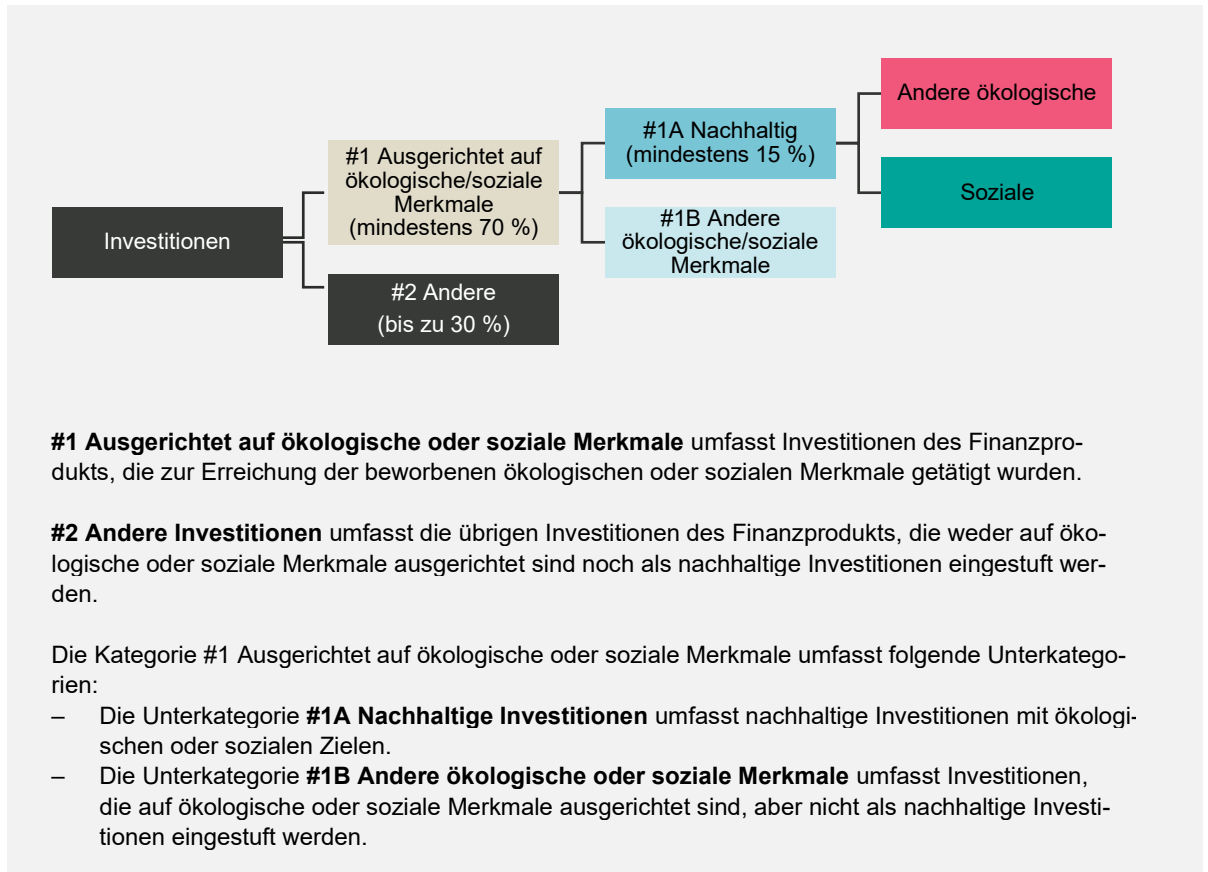 Andere ökologische
#1A Nachhaltig
(mindestens 15 %)
#1 Ausgerichtet auf
ökologische/soziale
Merkmale
(mindestens 70 %)
Soziale
#1B Andere
ökologische/soziale
Merkmale
Investitionen
#2 Andere
(bis zu 30 %)
#1 Ausgerichtet auf ökologische oder soziale Merkmale umfasst Investitionen des Finanzpro-
dukts, die zur Erreichung der beworbenen ökologischen oder sozialen Merkmale getätigt wurden.
#2 Andere Investitionen umfasst die übrigen Investitionen des Finanzprodukts, die weder auf öko-
logische oder soziale Merkmale ausgerichtet sind noch als nachhaltige Investitionen eingestuft wer-
den.
Die Kategorie #1 Ausgerichtet auf ökologische oder soziale Merkmale umfasst folgende Unterkatego-
rien:
– Die Unterkategorie #1A Nachhaltige Investitionen umfasst nachhaltige Investitionen mit ökologi-
schen oder sozialen Zielen.
– Die Unterkategorie #1B Andere ökologische oder soziale Merkmale umfasst Investitionen,
die auf ökologische oder soziale Merkmale ausgerichtet sind, aber nicht als nachhaltige Investi-
tionen eingestuft werden.